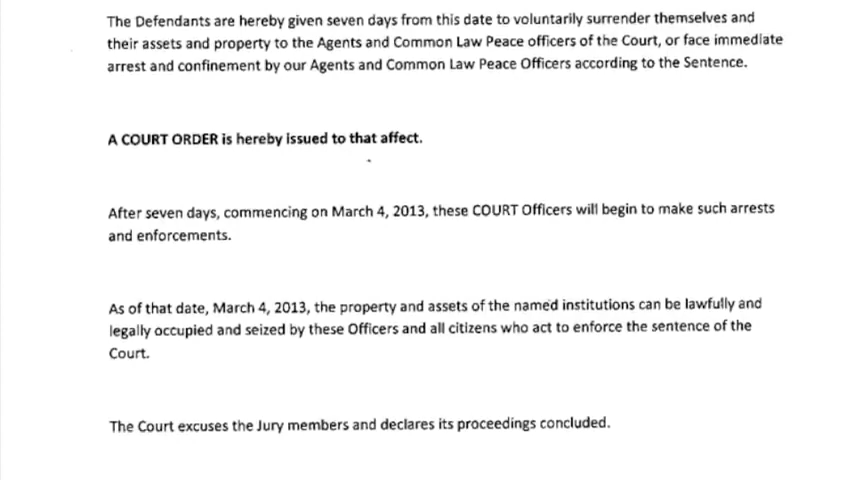 The Defendants are hereby given seven days from this date to voluntarily surrender themselves and
their assets and property to the Agents and Common Law Peace officers of the Court, or face immediate
arrest and confinement by our Agents and Common Law Peace Officers according to the Sentence.
A COURT ORDER is hereby issued to that affect.
After seven days, commencing on March 4, 2013, these COURT Officers will begin to make such arrests
and enforcements.
As of that date, March 4, 2013, the property and assets of the named institutions can be lawfully and
legally occupied and seized by these Officers and all citizens who act to enforce the sentence of the
Court.
The Court excuses the Jury members and declares its proceedings concluded.